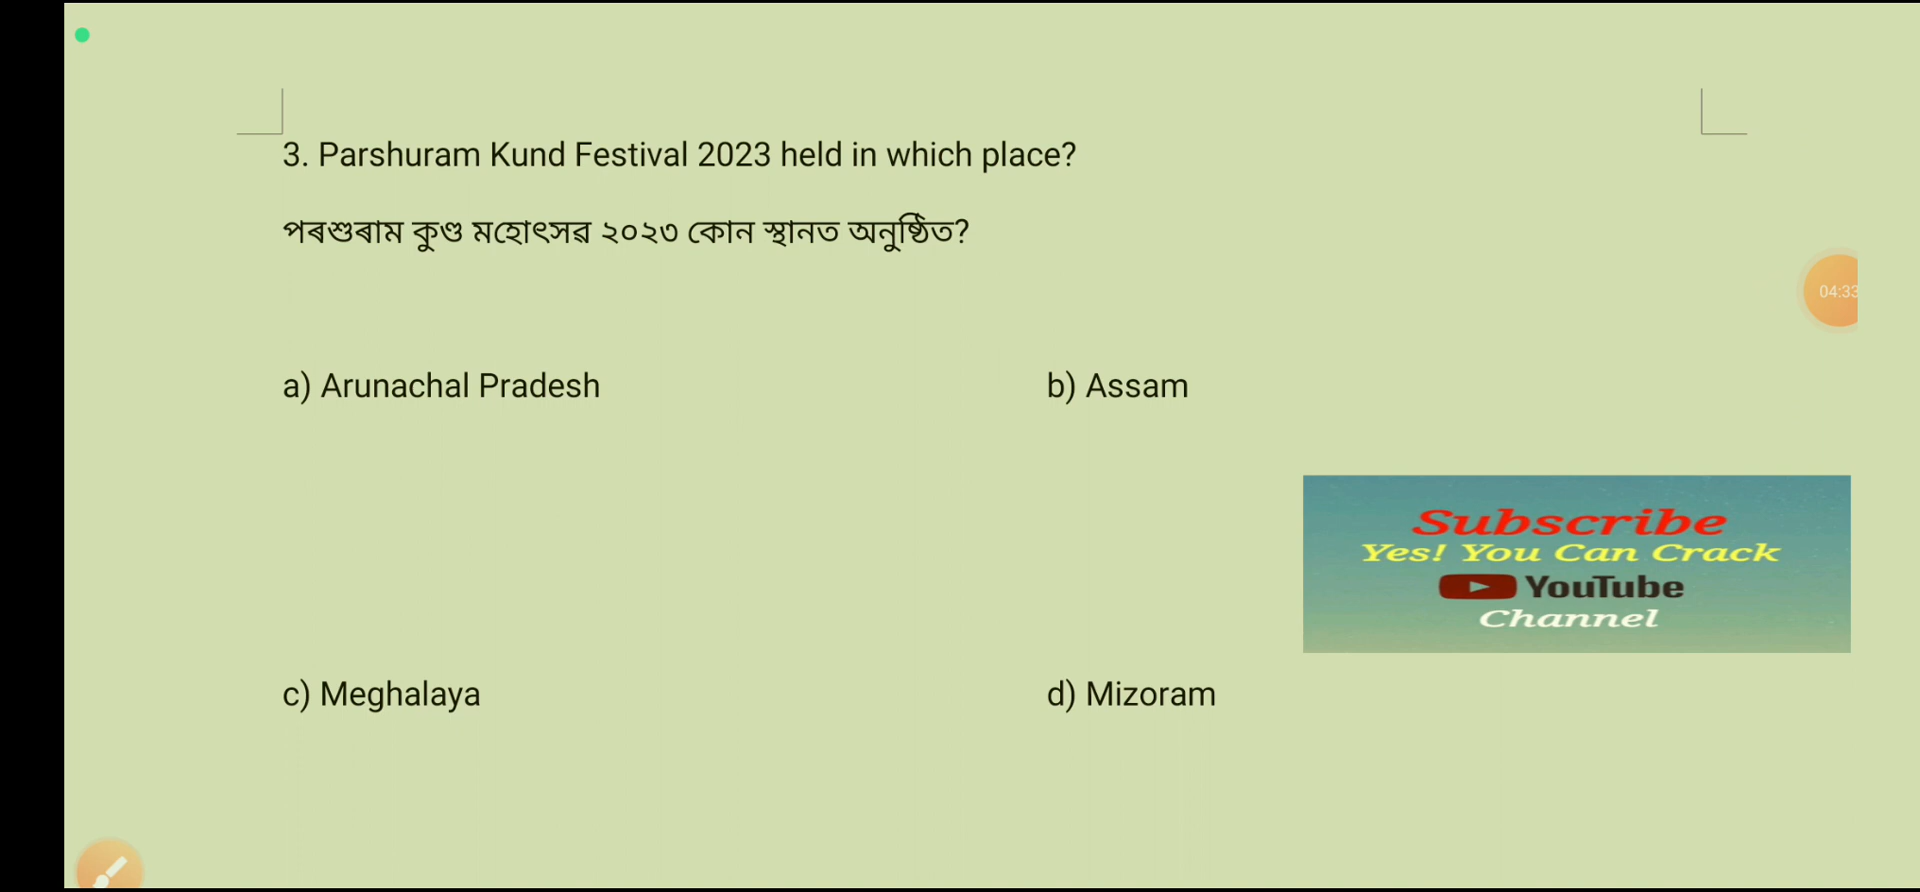 3. Parshuram Kund Festival 2023 held in which place?
পৰশুৰাম কুণ্ড মহোৎসৱ ২০২৩ কোন স্থানত অনুষ্ঠিত?
04:33
a) Arunachal Pradesh
b) Assam
Subscribe
Yes! You Can Crack
YouTube
Channel
c) Meghalaya
d) Mizoram